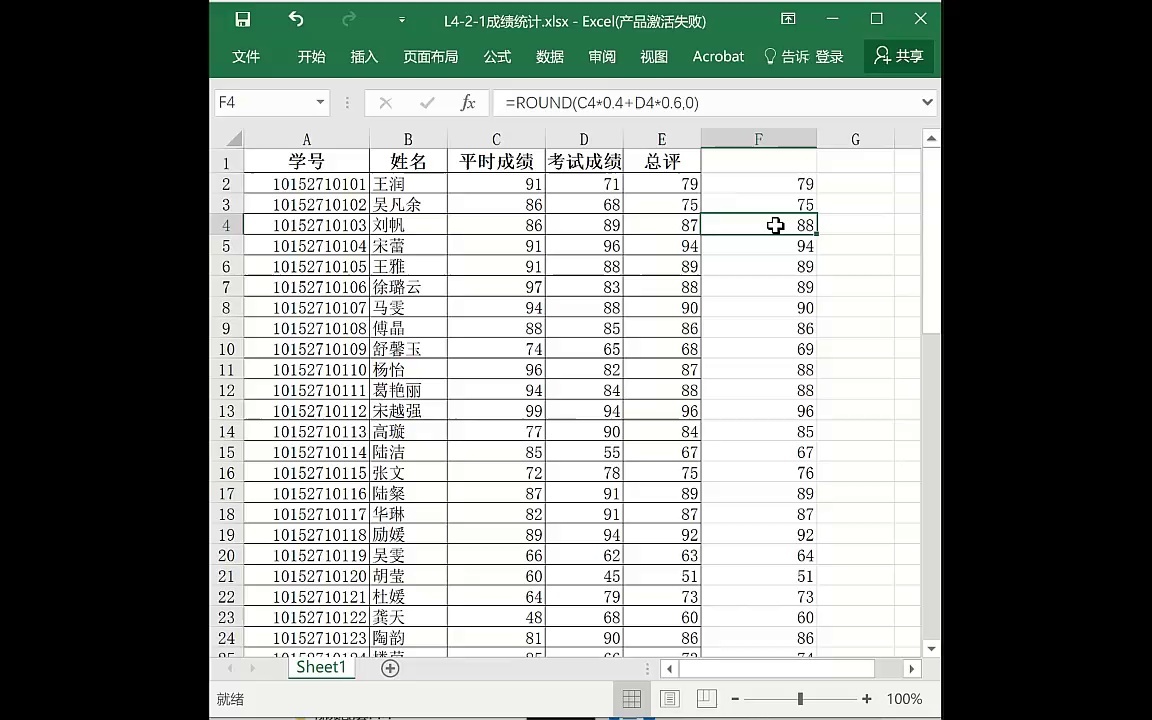 L4-2-1成绩统计.xlsx - Excel(产品激活失败)
文件 开始 插入 页面布局 公式 数据 审阅 视图 Acrobat 告诉 登录 共享
F4 fx =ROUND(C4*0.4+D4*0.6,0)
A B C D E F G
1 学号 姓名 平时成绩 考试成绩 总评
2 10152710101 王润 91 71 79 79
3 10152710102 吴凡余 86 68 75 75
4 10152710103 刘帆 86 89 87 88
5 10152710104 宋蕾 91 96 94 94
6 10152710105 王雅 91 88 89 89
7 10152710106 徐璐云 97 83 88 89
8 10152710107 马雯 94 88 90 90
9 10152710108 傅晶 88 85 86 86
10 10152710109 舒馨玉 74 65 68 69
11 10152710110 杨怡 96 82 87 88
12 10152710111 葛艳丽 94 84 88 88
13 10152710112 宋越强 99 94 96 96
14 10152710113 高璇 77 90 84 85
15 10152710114 陆洁 85 55 67 67
16 10152710115 张文 72 78 75 76
17 10152710116 陆粲 87 91 89 89
18 10152710117 华琳 82 91 87 87
19 10152710118 励媛 89 94 92 92
20 10152710119 吴雯 66 62 63 64
21 10152710120 胡莹 60 45 51 51
22 10152710121 杜媛 64 79 73 73
23 10152710122 龚天 48 68 60 60
24 10152710123 陶韵 81 90 86 86
Sheet1
就绪 100%